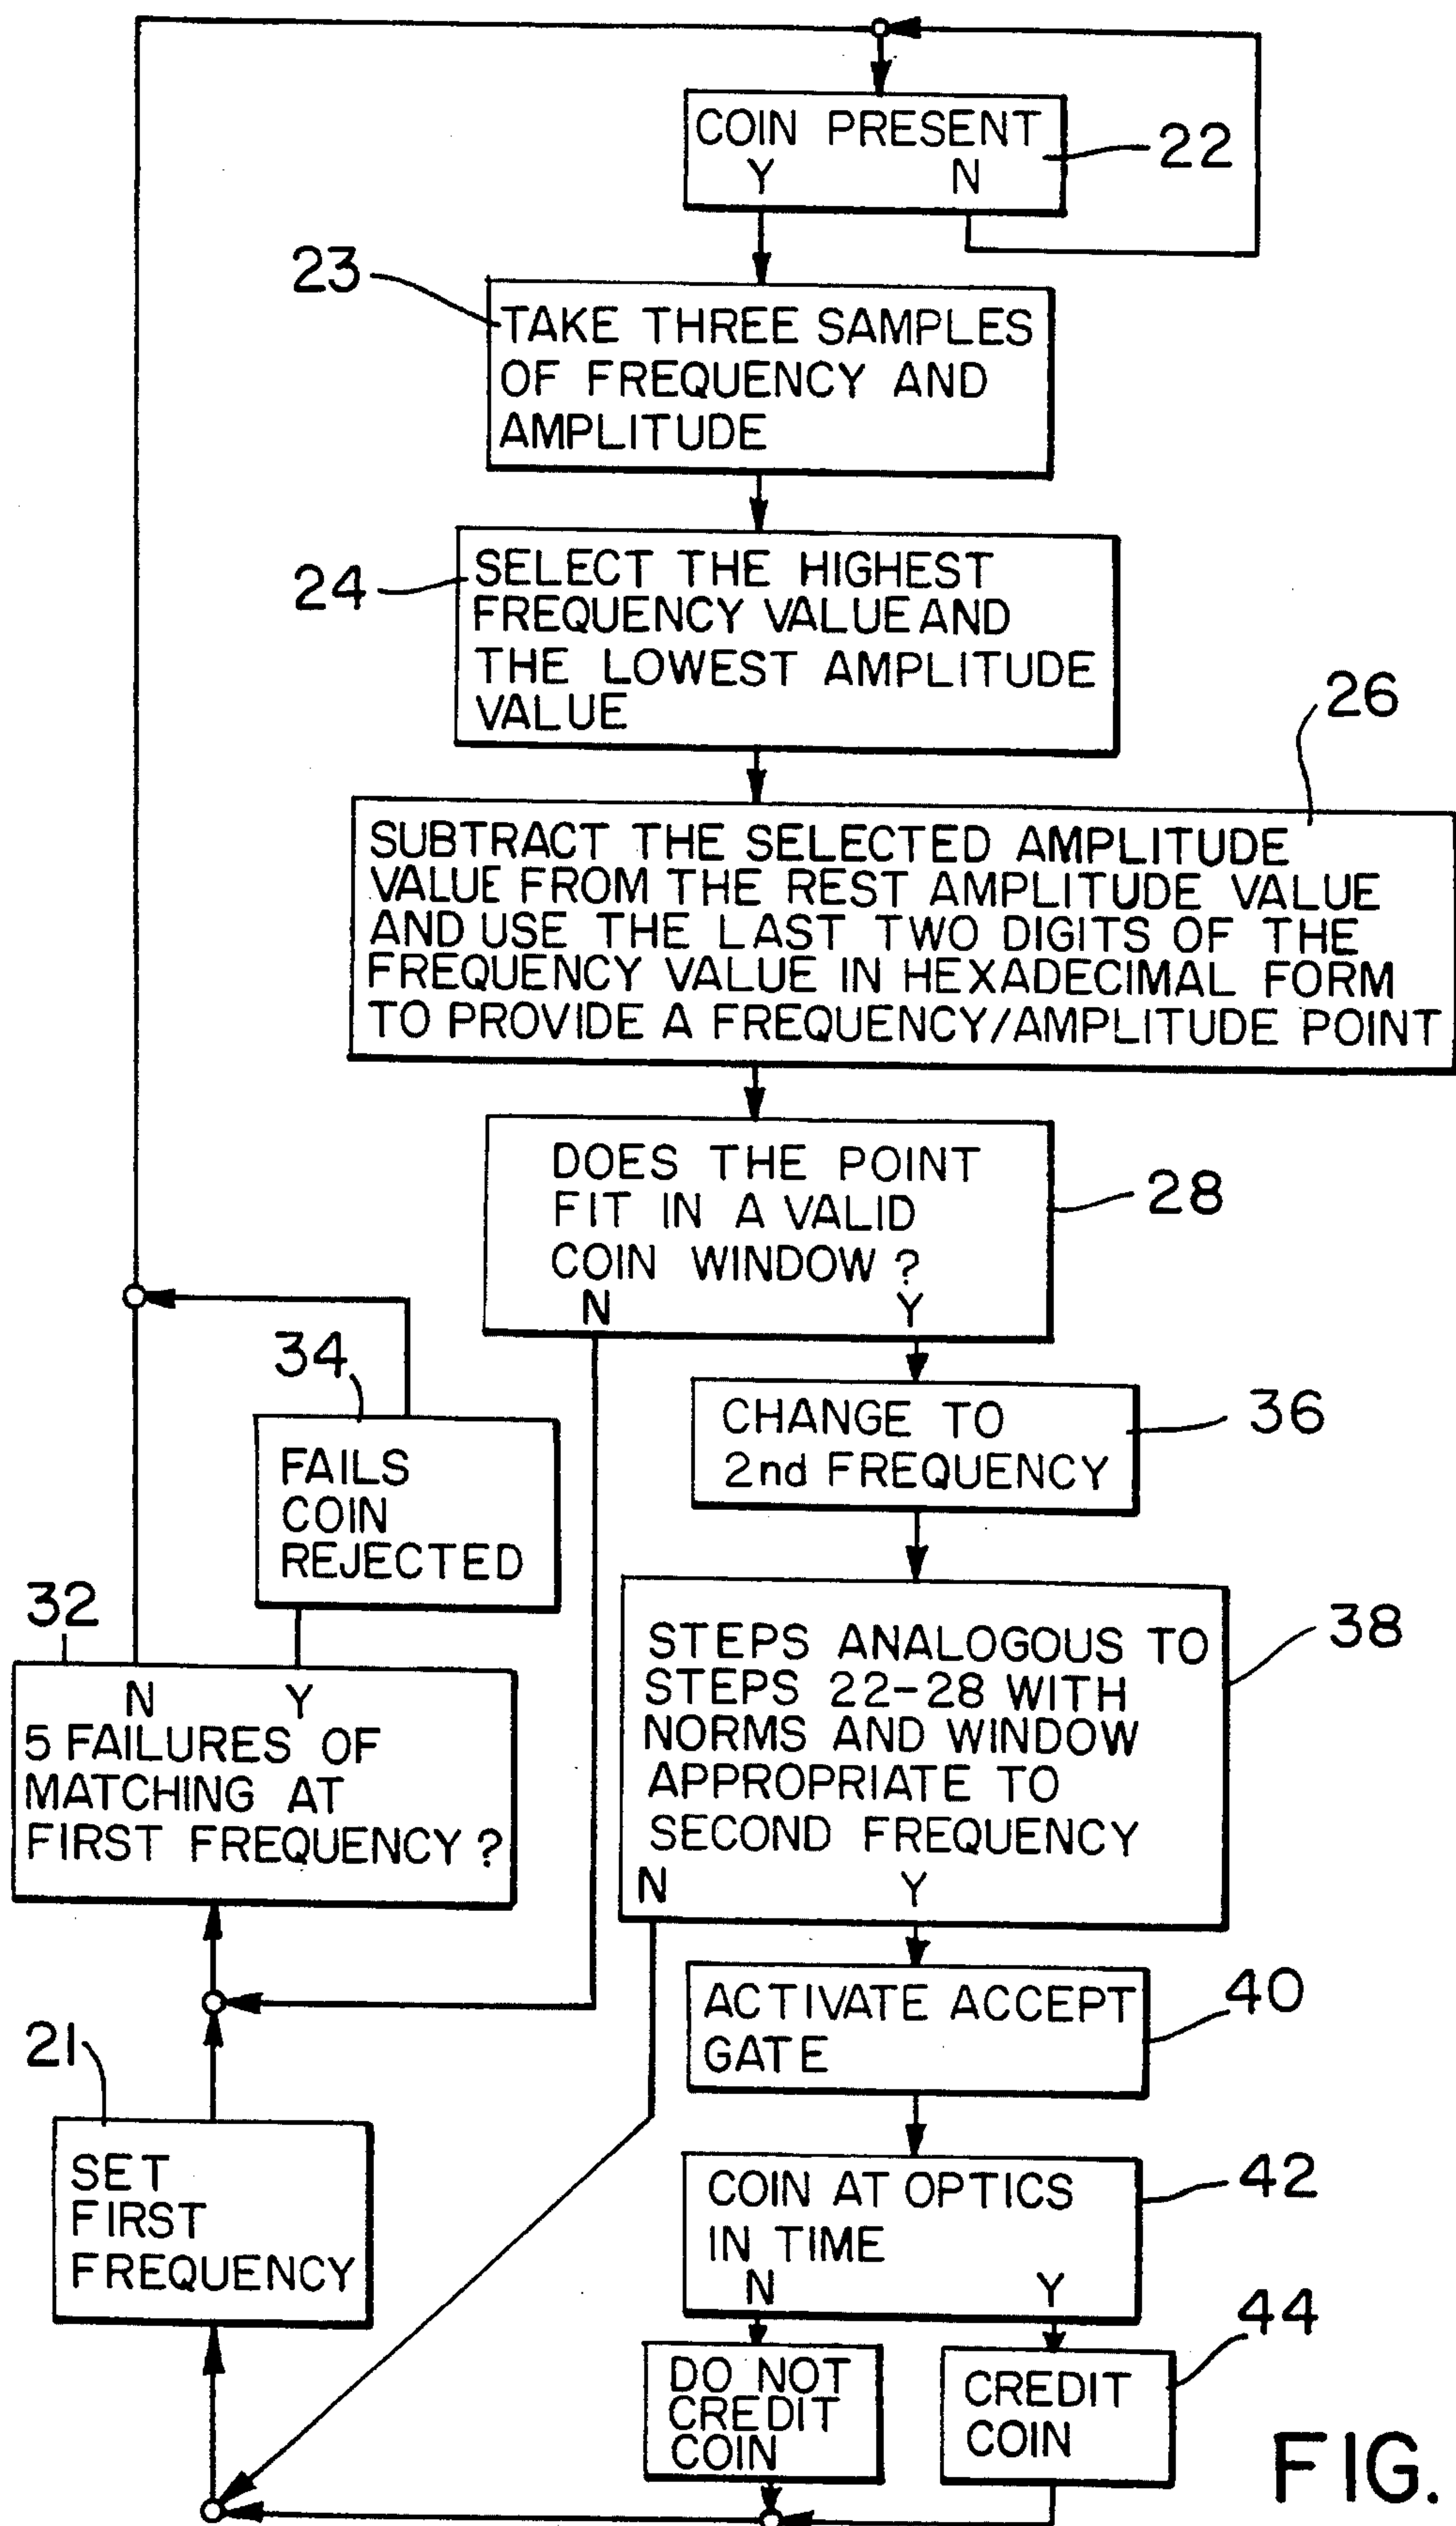 COIN PRESENT
Y N
22
23
TAKE THREE SAMPLES
OF FREQUENCY AND
AMPLITUDE
24
SELECT THE HIGHEST
FREQUENCY VALUE AND
THE LOWEST AMPLITUDE
VALUE
26
SUBTRACT THE SELECTED AMPLITUDE
VALUE FROM THE REST AMPLITUDE VALUE
AND USE THE LAST TWO DIGITS OF THE
FREQUENCY VALUE IN HEXADECIMAL FORM
TO PROVIDE A FREQUENCY/AMPLITUDE POINT
DOES THE POINT
FIT IN A VALID
COIN WINDOW ?
N Y
28
34
FAILS
COIN
REJECTED
CHANGE TO
2nd FREQUENCY
36
32
N Y
5 FAILURES OF
MATCHING AT
FIRST FREQUENCY ?
STEPS ANALOGOUS TO
STEPS 22-28 WITH
NORMS AND WINDOW
APPROPRIATE TO
SECOND FREQUENCY
N Y
38
ACTIVATE ACCEPT
GATE
40
21
SET
FIRST
FREQUENCY
COIN AT OPTICS
IN TIME
N Y
42
DO NOT
CREDIT
COIN
CREDIT
COIN
44
FIG.